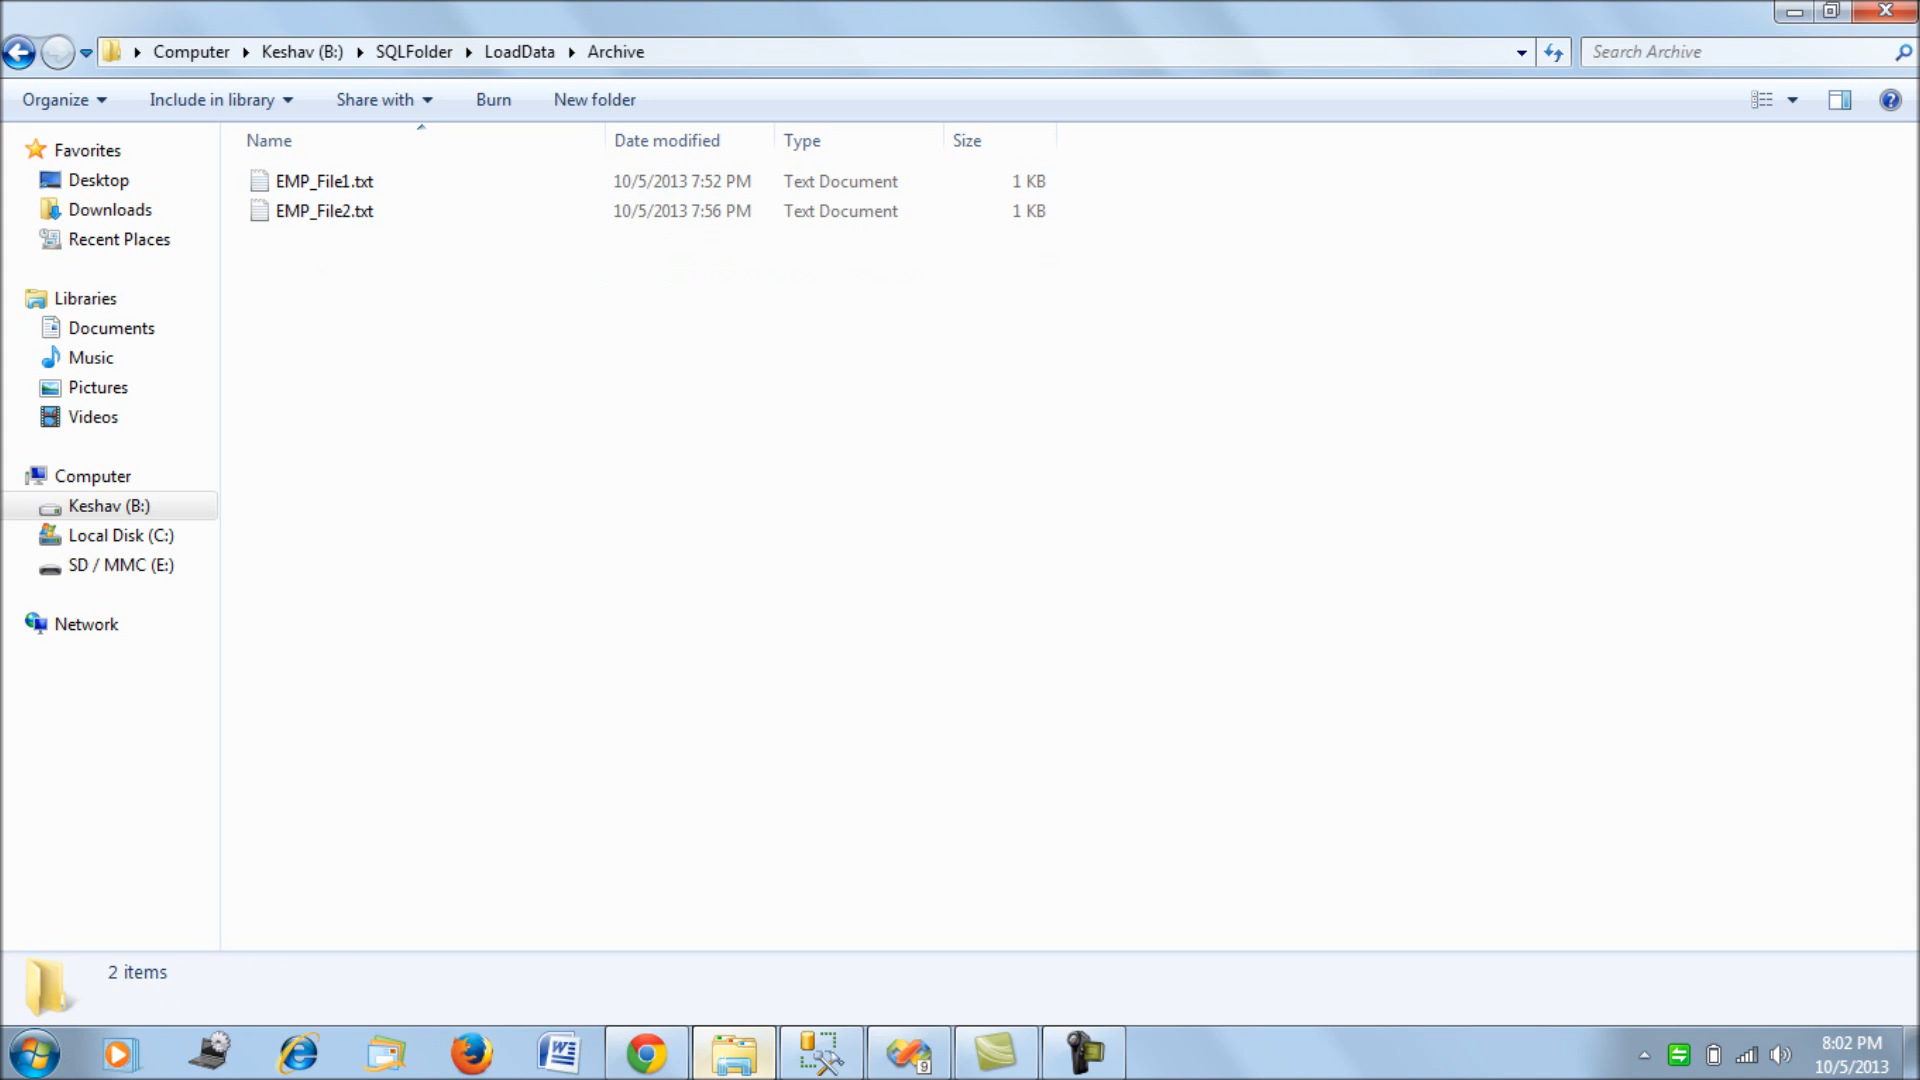 Computer Keshav (B:) SQLFolder LoadData Archive Search Archive
Organize Include in library Share with Burn New folder
Name Date modified Type Size
EMP_File1.txt 10/5/2013 7:52 PM Text Document 1 KB
EMP_File2.txt 10/5/2013 7:56 PM Text Document 1 KB
Favorites
Desktop
Downloads
Recent Places
Libraries
Documents
Music
Pictures
Videos
Computer
Keshav (B:)
Local Disk (C:)
SD / MMC (E:)
Network
2 items
9
8:02 PM
10/5/2013